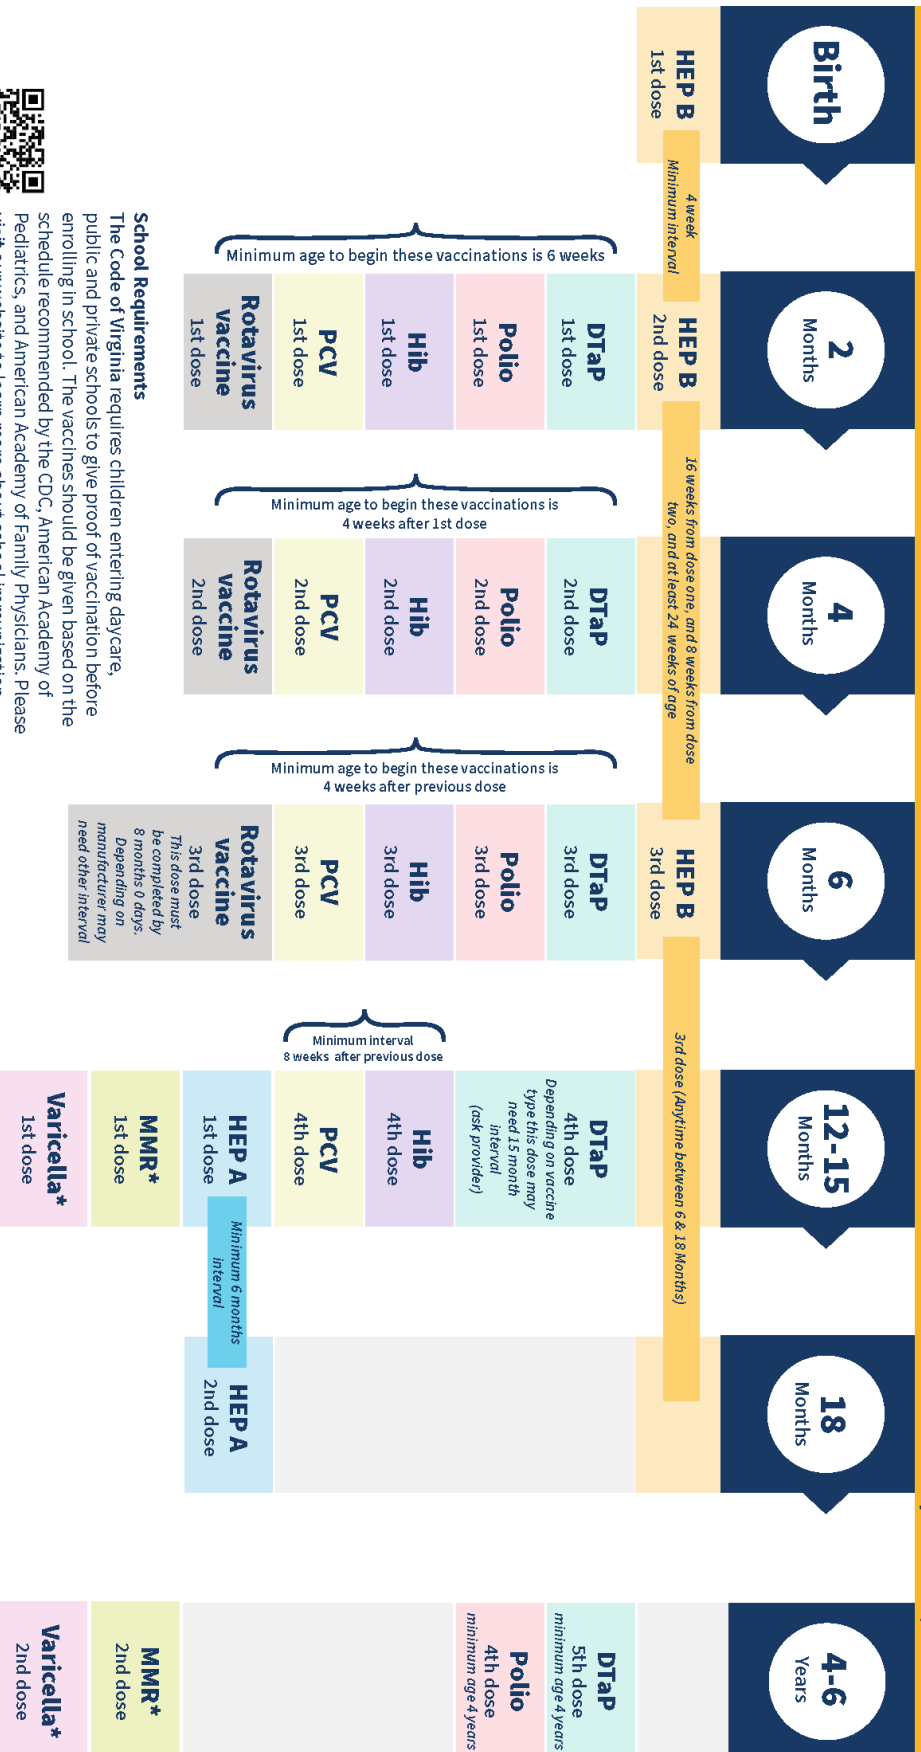 Birth
HEP B
1st dose
4 week
Minimum interval
2
Months
HEP B
2nd dose
Minimum age to begin these vaccinations is 6 weeks
DTaP
1st dose
Polio
1st dose
Hib
1st dose
PCV
1st dose
Rotavirus
vaccine
1st dose
16 weeks from dose one, and 8 weeks from dose
two, and at least 24 weeks of age
4
Months
Minimum age to begin these vaccinations is
4 weeks after 1st dose
DTaP
2nd dose
Polio
2nd dose
Hib
2nd dose
PCV
2nd dose
Rotavirus
vaccine
2nd dose
6
Months
HEP B
3rd dose
Minimum age to begin these vaccinations is
4 weeks after previous dose
DTaP
3rd dose
Polio
3rd dose
Hib
3rd dose
PCV
3rd dose
Rotavirus
vaccine
3rd dose
This dose must
be completed by
8 months 0 days.
Depending on
manufacturer may
need other interval
3rd dose (Anytime between 6 & 18 Months)
12-15
Months
DTaP
4th dose
Depending on vaccine
type this dose may
need 15 month
interval
(ask provider)
Minimum interval
8 weeks after previous dose
Hib
4th dose
PCV
4th dose
HEP A
1st dose
Minimum 6 months
interval
MMR*
1st dose
Varicella*
1st dose
18
Months
HEP A
2nd dose
4-6
Years
DTaP
5th dose
minimum age 4 years
Polio
4th dose
minimum age 4 years
MMR*
2nd dose
Varicella*
2nd dose
School Requirements
The Code of Virginia requires children entering daycare,
public and private schools to give proof of vaccination before
enrolling in school. The vaccines should be given based on the
schedule recommended by the CDC, American Academy of
Pediatrics, and American Academy of Family Physicians. Please